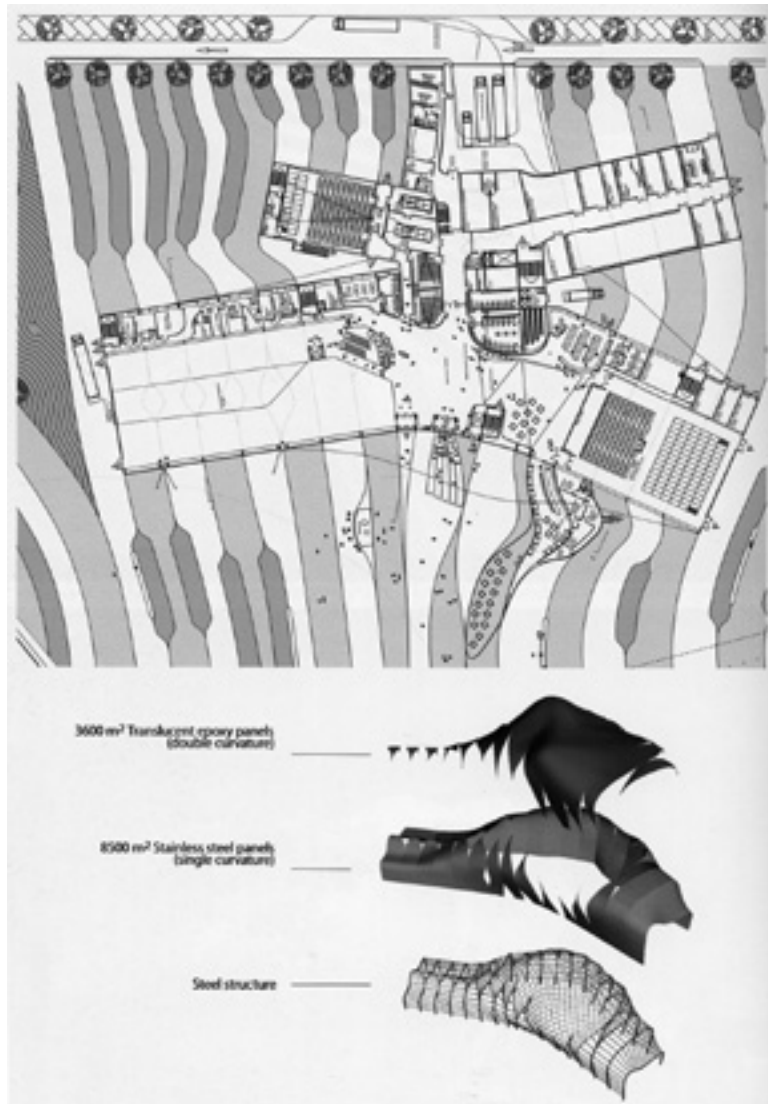 3600 m² Translucent epoxy panels
(double curvature)
8500 m² Stainless steel panels
(single curvature)
Steel structure